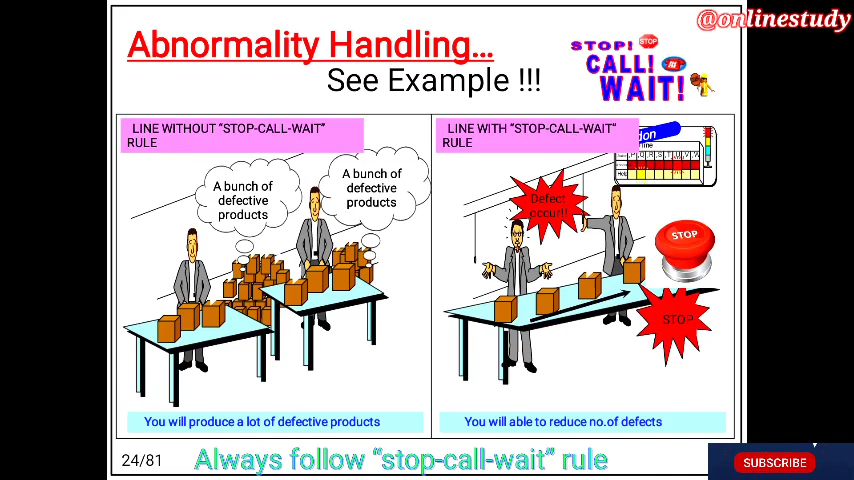 @onlinestudy
Abnormality Handling...
See Example !!!
STOP!
STOP
CALL!
WAIT!
LINE WITHOUT “STOP-CALL-WAIT”
RULE
A bunch of
defective
products
A bunch of
defective
products
You will produce a lot of defective products
LINE WITH “STOP-CALL-WAIT”
RULE
Defect
occur!!
STOP
STOP
You will able to reduce no.of defects
24/81
Always follow “stop-call-wait” rule
SUBSCRIBE